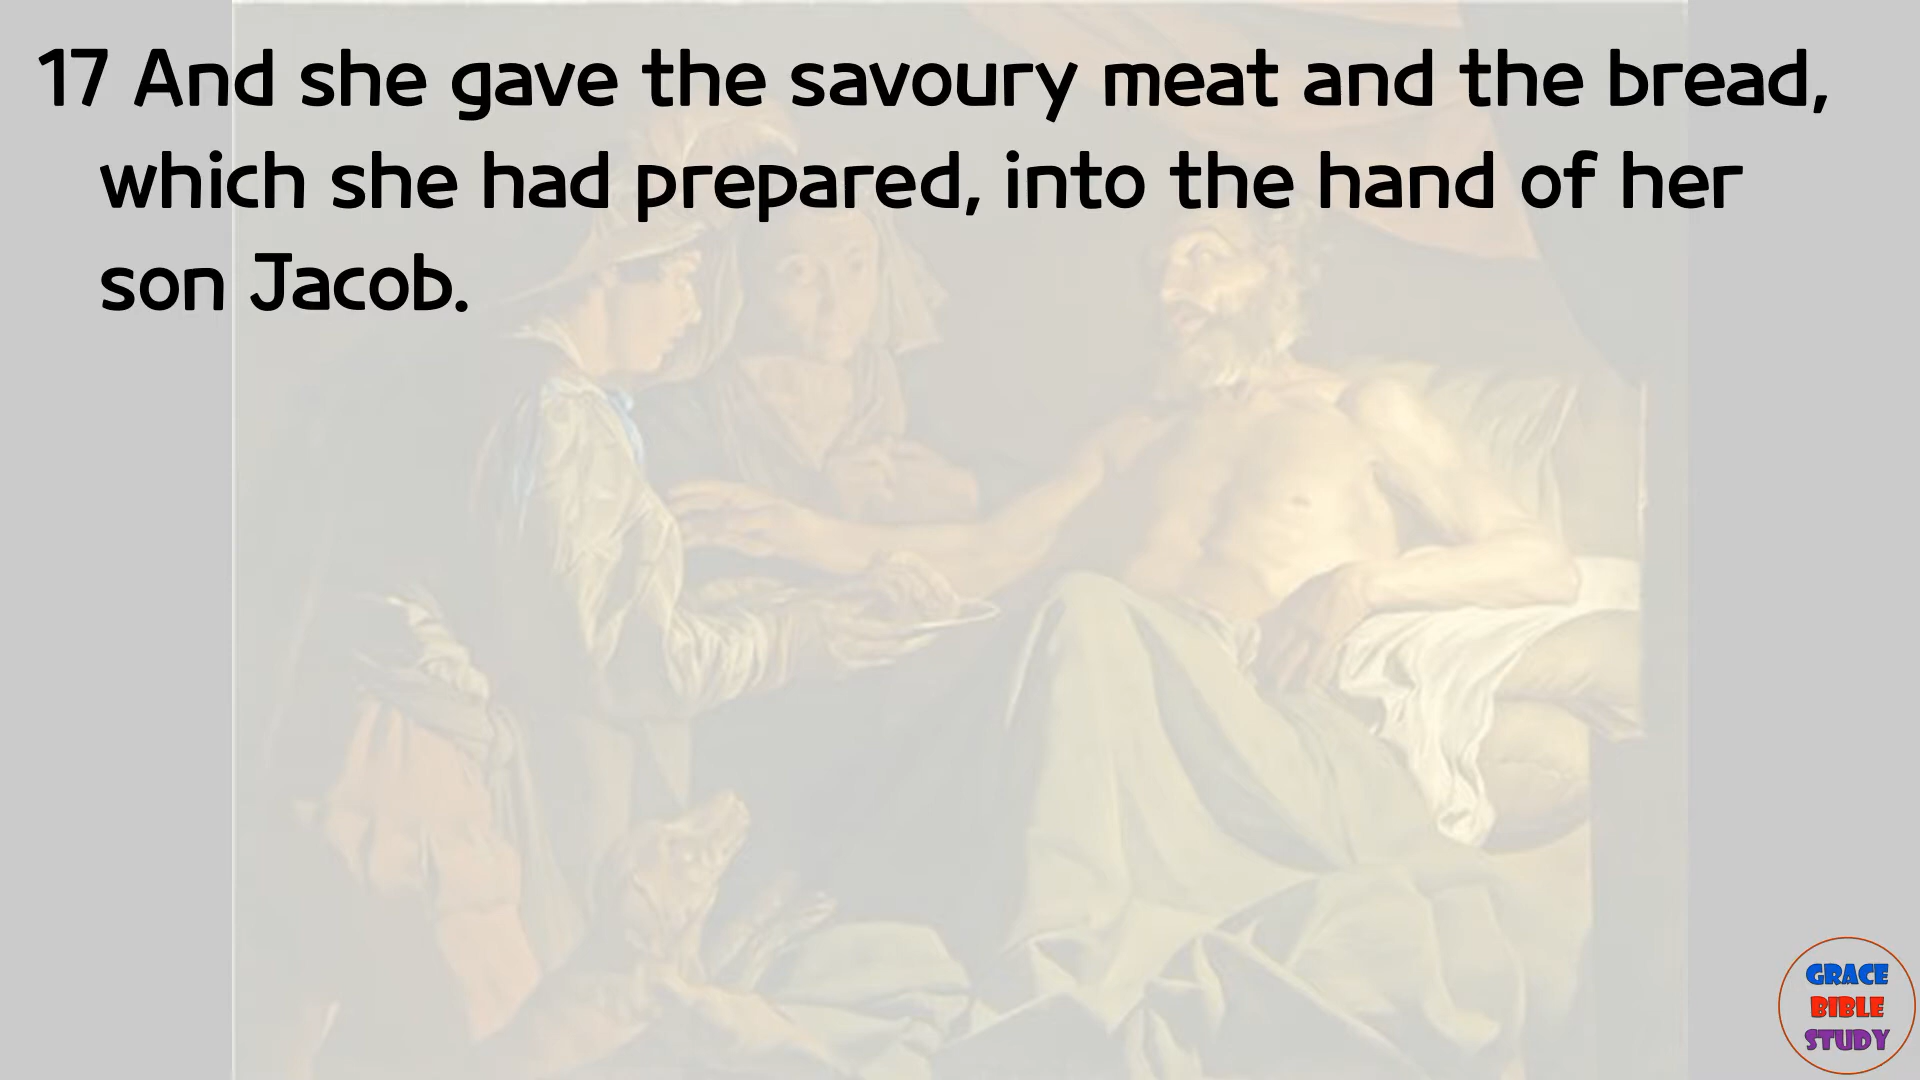 17 And she gave the savoury meat and the bread,
which she had prepared, into the hand of her
son Jacob.
GRACE
BIBLE
STUDY